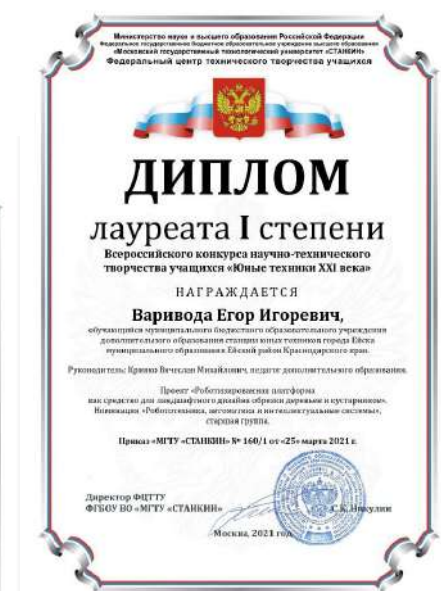 Министерство науки и высшего образования Российской Федерации
Федеральное государственное бюджетное образовательное учреждение высшего образования
«Московский государственный технологический университет «СТАНКИН»
Федеральный центр технического творчества учащихся
ДИПЛОМ
лауреата I степени
Всероссийского конкурса научно-технического
творчества учащихся «Юные техники XXI века»
НАГРАЖДАЕТСЯ
Варивода Егор Игоревич,
обучающийся муниципального бюджетного образовательного учреждения
дополнительного образования станции юных техников города Ейска
муниципального образования Ейский район Краснодарского края.
Руководитель: Вячеслав Михайлович, педагог дополнительного образования.
Проект «Роботизированная платформа
как средство для ландшафтного дизайна обрезки деревьев и кустарников».
Номинация «Робототехника, автоматика и интеллектуальные системы»,
старшая группа.
Приказ «МГТУ «СТАНКИН» № 160/1 от «25» марта 2021 г.
Директор ФЦТТУ
ФГБОУ ВО «МГТУ «СТАНКИН»
С.К. Никулин
Москва, 2021 год